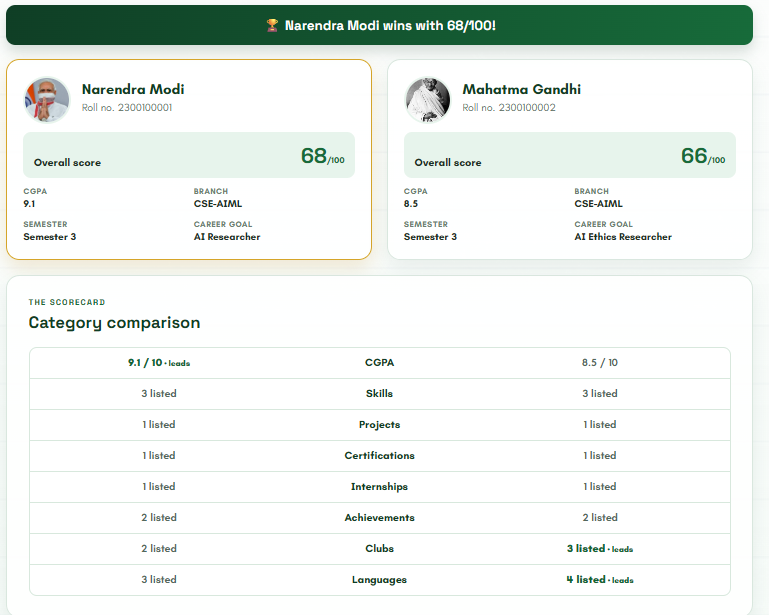 🏆 Narendra Modi wins with 68/100!
Narendra Modi
Roll no. 2300100001
Overall score 68/100
CGPA BRANCH
9.1 CSE-AIML
SEMESTER CAREER GOAL
Semester 3 AI Researcher
Mahatma Gandhi
Roll no. 2300100002
Overall score 66/100
CGPA BRANCH
8.5 CSE-AIML
SEMESTER CAREER GOAL
Semester 3 AI Ethics Researcher
THE SCORECARD
Category comparison
9.1 / 10 · leads CGPA 8.5 / 10
3 listed Skills 3 listed
1 listed Projects 1 listed
1 listed Certifications 1 listed
1 listed Internships 1 listed
2 listed Achievements 2 listed
2 listed Clubs 3 listed · leads
3 listed Languages 4 listed · leads